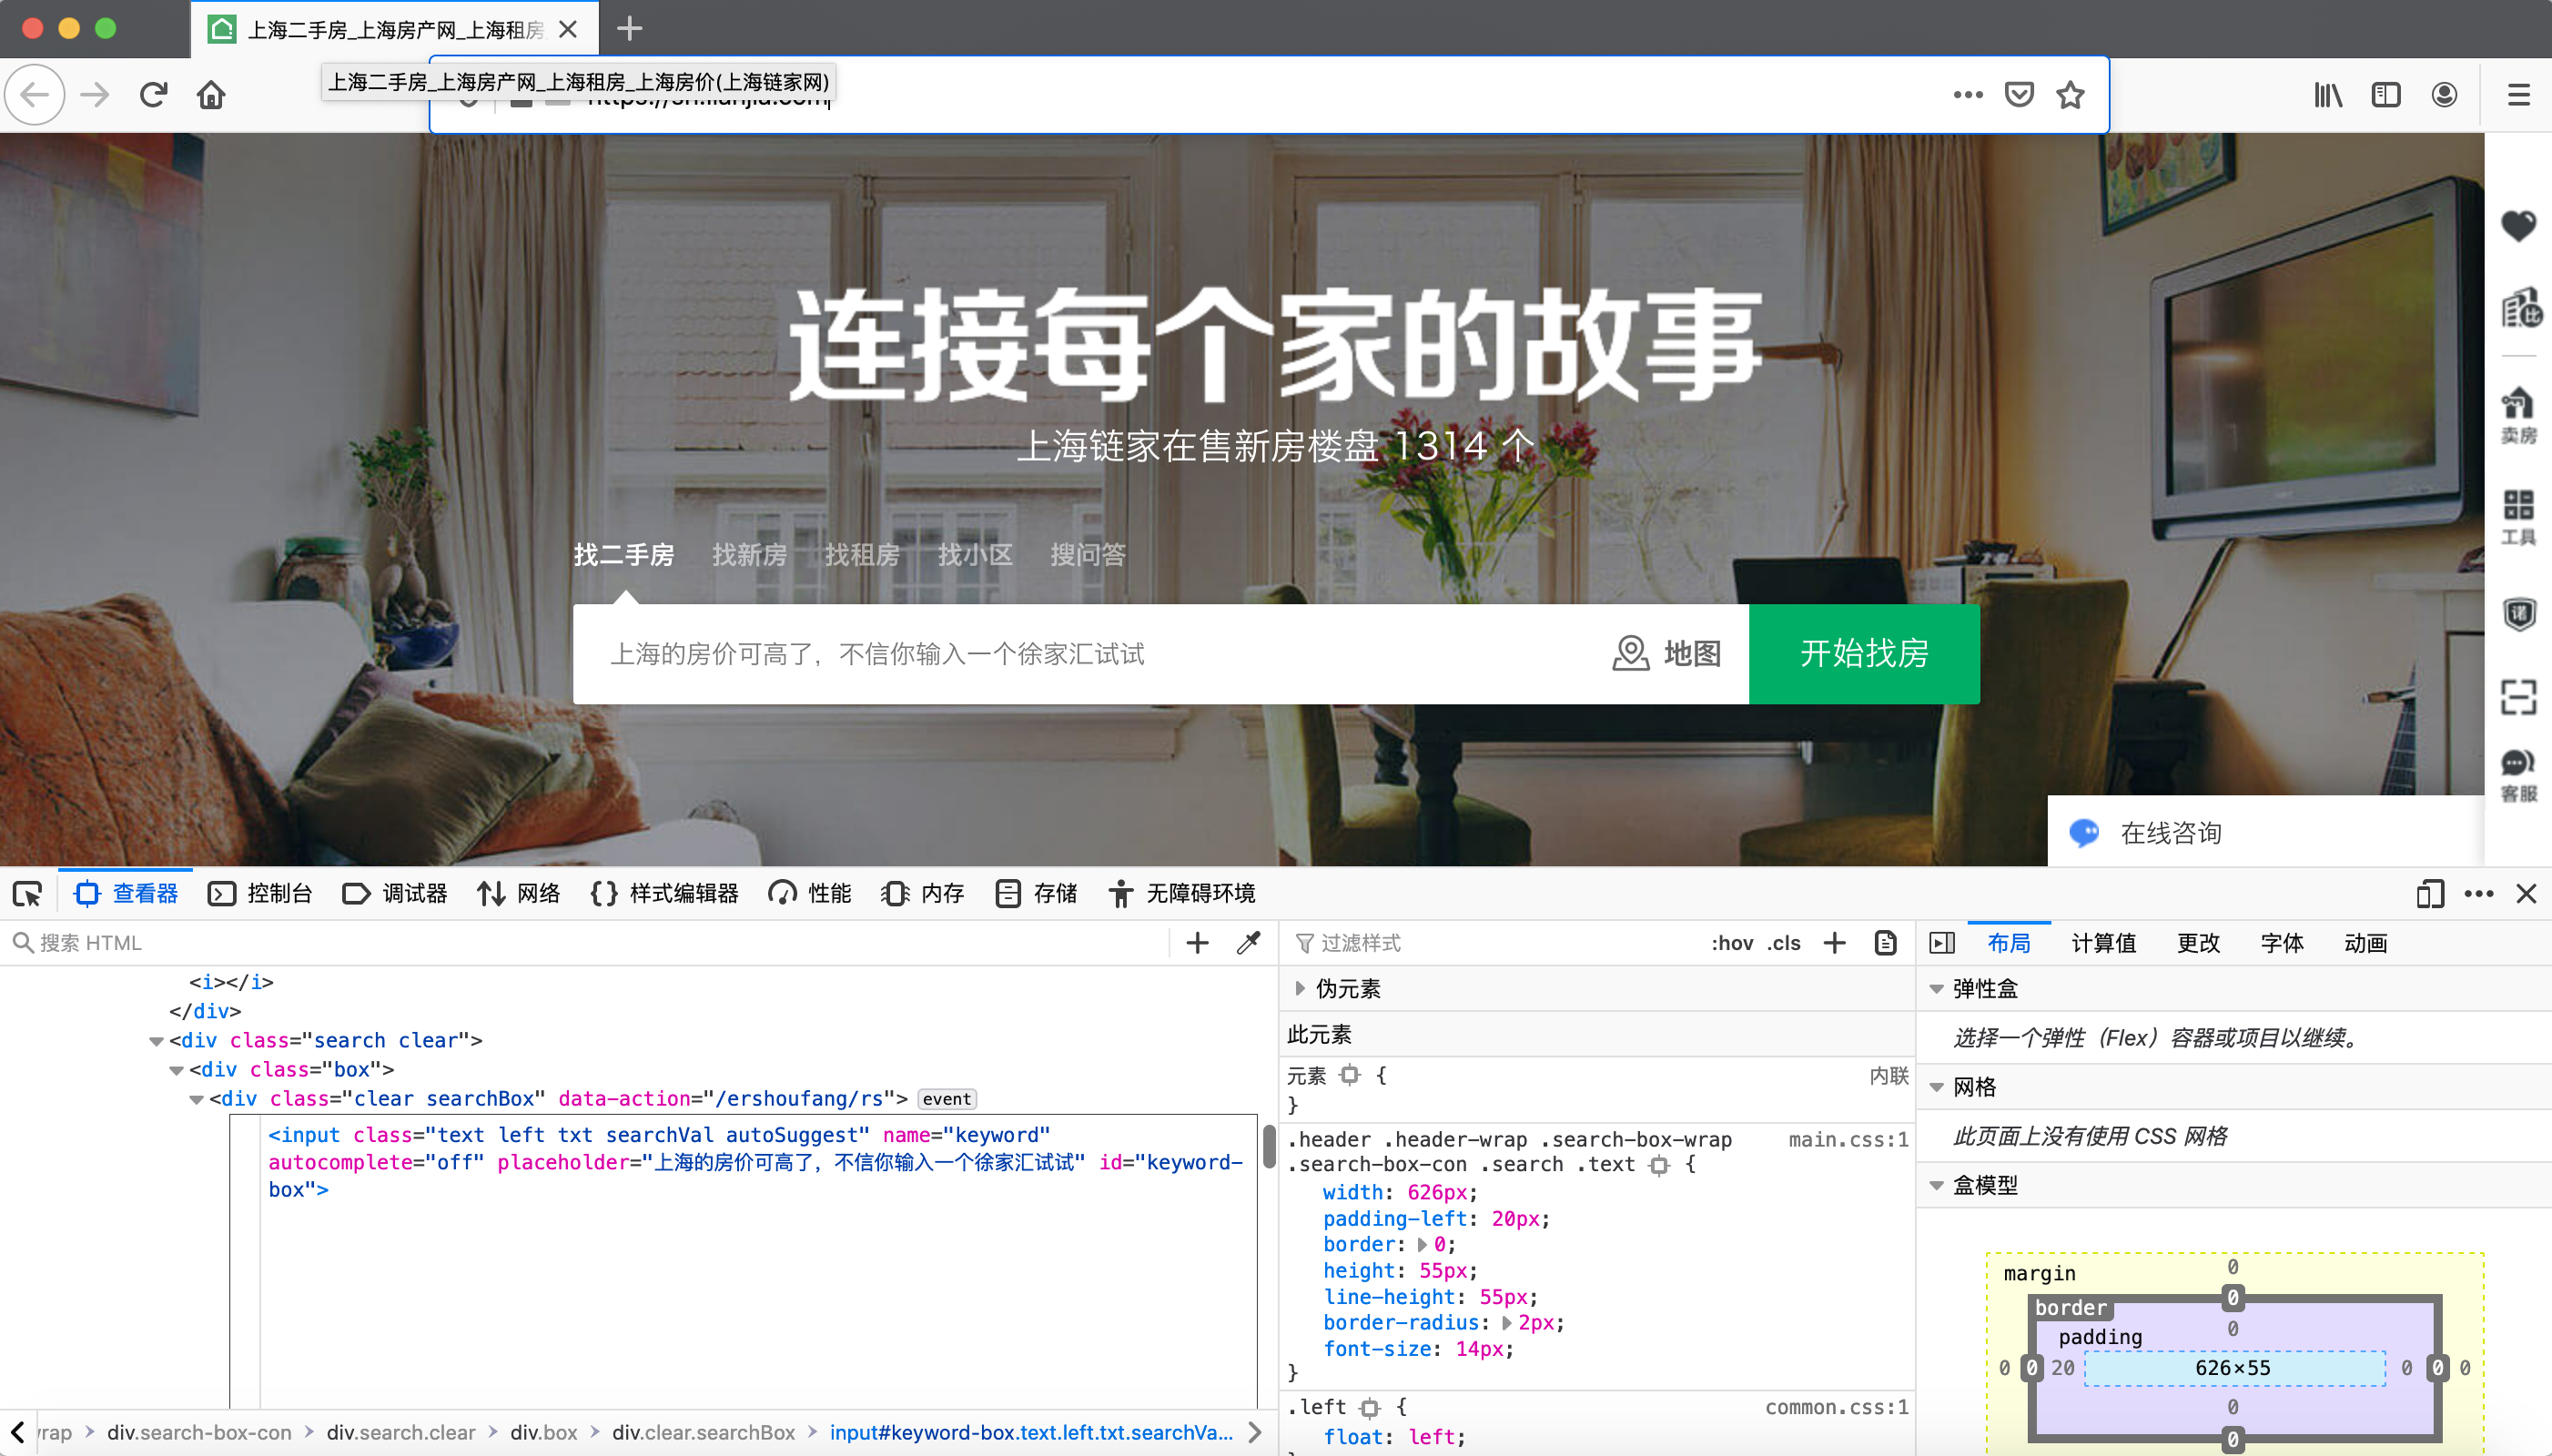 上海二手房_上海房产网_上海租房
上海二手房_上海房产网_上海租房_上海房价(上海链家网)
https://sh.lianjia.com
连接每个家的故事
上海链家在售新房楼盘 1314 个
找二手房 找新房 找租房 找小区 搜问答
上海的房价可高了，不信你输入一个徐家汇试试 地图 开始找房
比
卖房
工具
诺
客服
在线咨询
查看器 控制台 调试器 网络 样式编辑器 性能 内存 存储 无障碍环境
搜索 HTML
<i></i>
</div>
<div class="search clear">
<div class="box">
<div class="clear searchBox" data-action="/ershoufang/rs"> event
<input class="text left txt searchVal autoSuggest" name="keyword"
autocomplete="off" placeholder="上海的房价可高了，不信你输入一个徐家汇试试" id="keyword-
box">
rap div.search-box-con div.search.clear div.box div.clear.searchBox input#keyword-box.text.left.txt.searchVa...
过滤样式 :hov .cls
伪元素
此元素
元素 { 内联
}
.header .header-wrap .search-box-wrap main.css:1
.search-box-con .search .text {
width: 626px;
padding-left: 20px;
border: 0;
height: 55px;
line-height: 55px;
border-radius: 2px;
font-size: 14px;
}
.left { common.css:1
float: left;
布局 计算值 更改 字体 动画
弹性盒
选择一个弹性（Flex）容器或项目以继续。
网格
此页面上没有使用 CSS 网格
盒模型
margin 0
border 0
padding 0
0 0 20 626×55 0 0 0
0
0